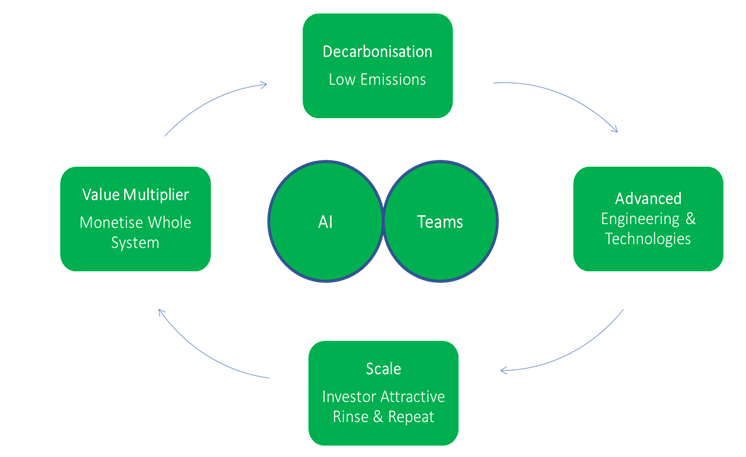 Decarbonisation
Low Emissions
Value Multiplier
Monetise Whole
System
AI
Teams
Advanced
Engineering &
Technologies
Scale
Investor Attractive
Rinse & Repeat